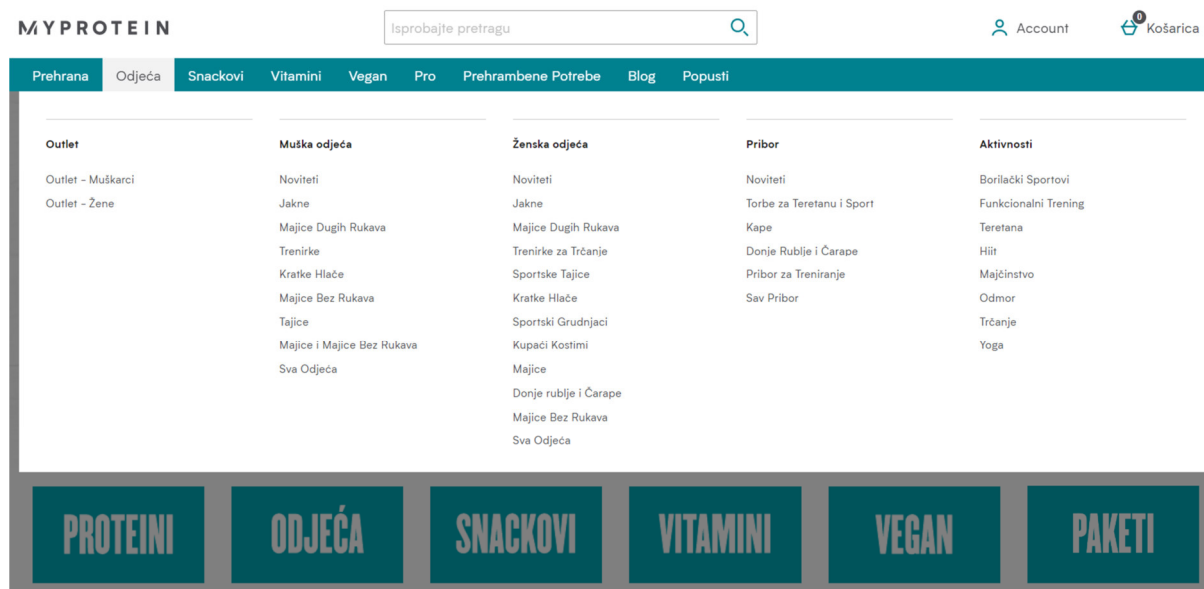 MYPROTEIN
Isprobajte pretragu
Account
0
Košarica
Prehrana Odjeća Snackovi Vitamini Vegan Pro Prehrambene Potrebe Blog Popusti
Outlet
Outlet - Muškarci
Outlet - Žene
Muška odjeća
Noviteti
Jakne
Majice Dugih Rukava
Trenirke
Kratke Hlače
Majice Bez Rukava
Tajice
Majice i Majice Bez Rukava
Sva Odjeća
Ženska odjeća
Noviteti
Jakne
Majice Dugih Rukava
Trenirke za Trčanje
Sportske Tajice
Kratke Hlače
Sportski Grudnjaci
Kupaći Kostimi
Majice
Donje rublje i Čarape
Majice Bez Rukava
Sva Odjeća
Pribor
Noviteti
Torbe za Teretanu i Sport
Kape
Donje Rublje i Čarape
Pribor za Treniranje
Sav Pribor
Aktivnosti
Borilački Sportovi
Funkcionalni Trening
Teretana
Hiit
Majčinstvo
Odmor
Trčanje
Yoga
PROTEINI ODJEĆA SNACKOVI VITAMINI VEGAN PAKETI